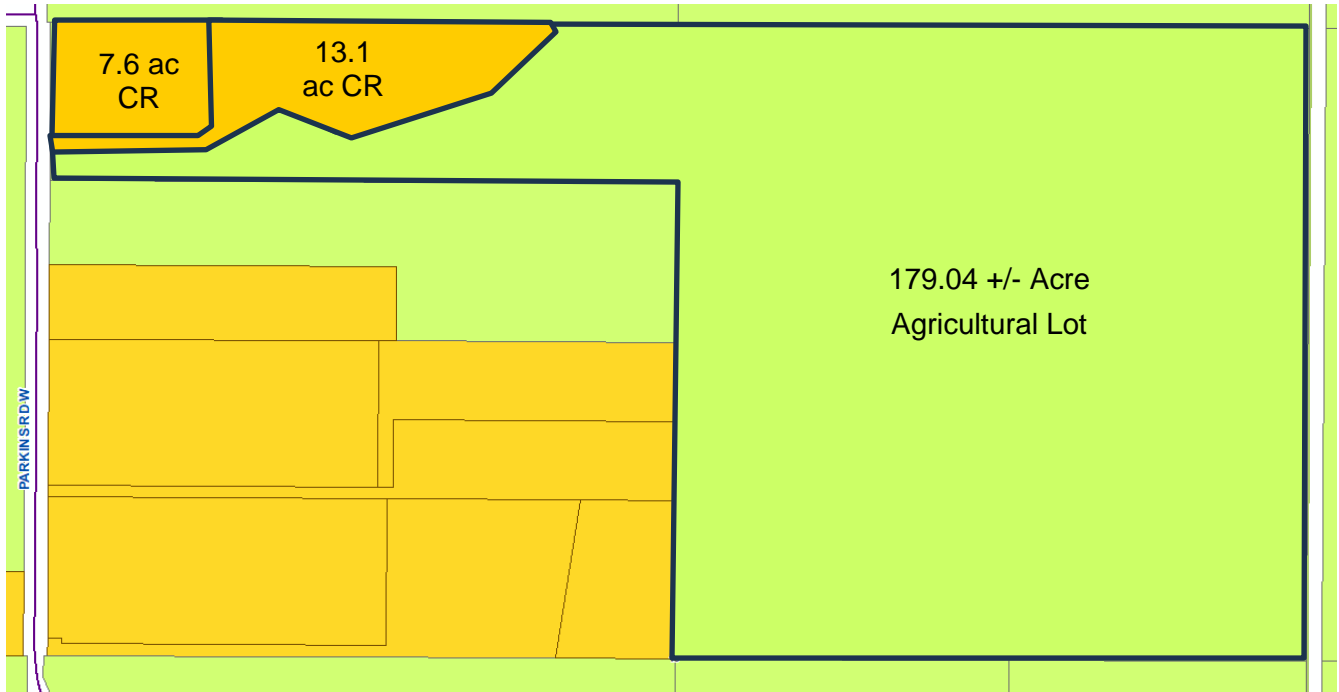 7.6 ac
CR
13.1
ac CR
179.04 +/- Acre
Agricultural Lot
PARKINS RD W